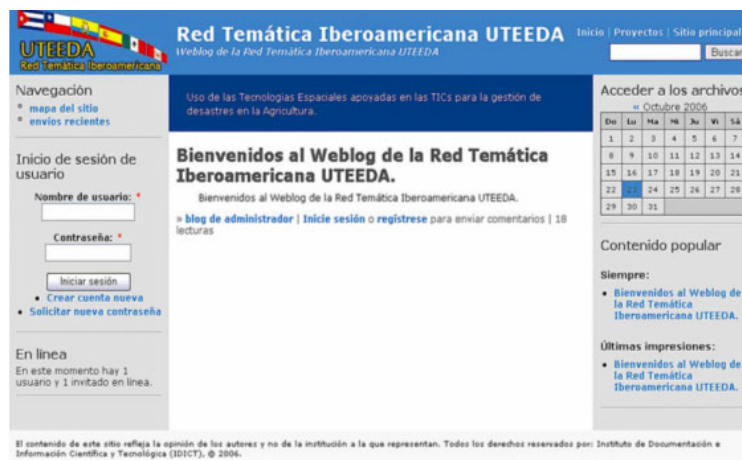 UTEEDA
Red Temática Iberoamericana
Red Temática Iberoamericana UTEEDA
Weblog de la Red Temática Iberoamericana UTEEDA
Inicio | Proyectos | Sitio principal
Buscar
Navegación
mapa del sitio
envios recientes
Inicio de sesión de
usuario
Nombre de usuario: *
Contraseña: *
Iniciar sesión
Crear cuenta nueva
Solicitar nueva contraseña
En línea
En este momento hay 1
usuario y 1 invitado en línea.
Uso de las Tecnologías Espaciales apoyadas en las TICs para la gestión de
desastres en la Agricultura.
Bienvenidos al Weblog de la Red Temática
Iberoamericana UTEEDA.
Bienvenidos al Weblog de la Red Temática Iberoamericana UTEEDA.
» blog de administrador | Inicie sesión o regístrese para enviar comentarios | 18
lecturas
Acceder a los archivos
« Octubre 2006
Do Lu Ma Mi Ju Vi Sá
1 2 3 4 5 6 7
8 9 10 11 12 13 14
15 16 17 18 19 20 21
22 23 24 25 26 27 28
29 30 31
Contenido popular
Siempre:
Bienvenidos al Weblog de
la Red Temática
Iberoamericana UTEEDA.
Últimas impresiones:
Bienvenidos al Weblog de
la Red Temática
Iberoamericana UTEEDA.
El contenido de este sitio refleja la opinión de los autores y no de la institución a la que representan. Todos los derechos reservados por: Instituto de Documentación e
Información Científica y Tecnológica (IDICT), @ 2006.